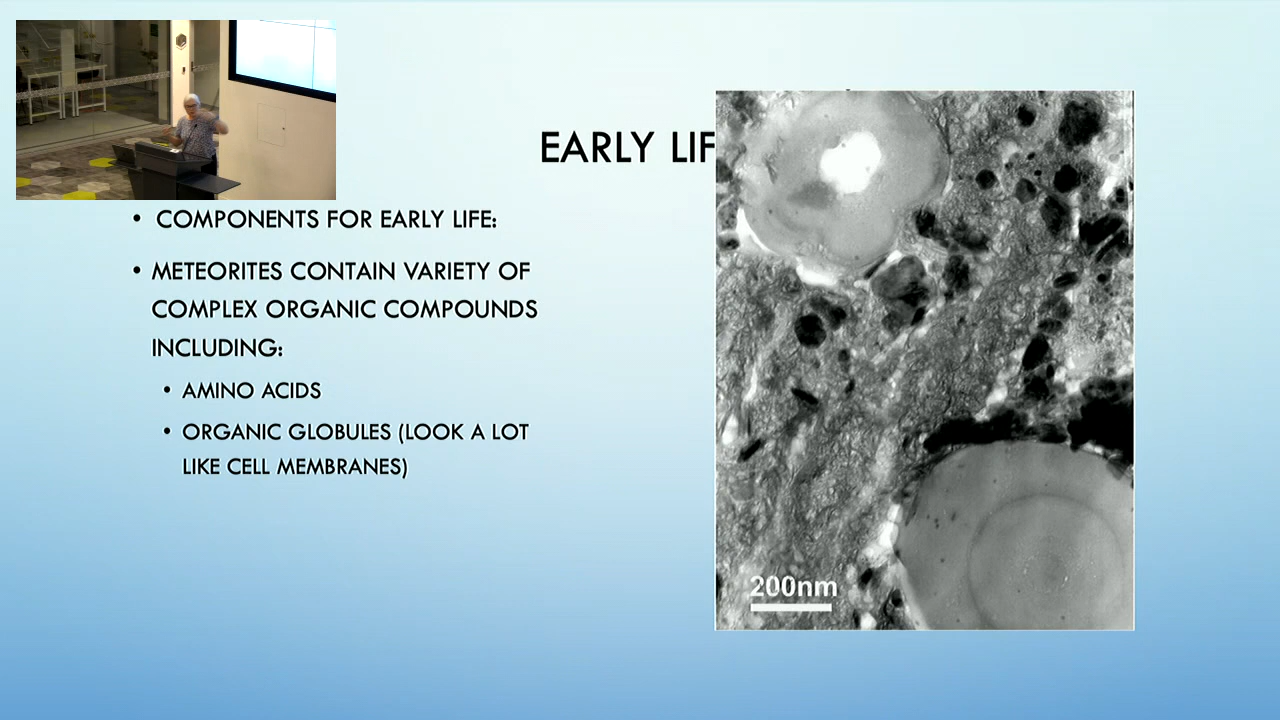 EARLY LIF
• COMPONENTS FOR EARLY LIFE:
• METEORITES CONTAIN VARIETY OF
COMPLEX ORGANIC COMPOUNDS
INCLUDING:
• AMINO ACIDS
• ORGANIC GLOBULES (LOOK A LOT
LIKE CELL MEMBRANES)
200nm